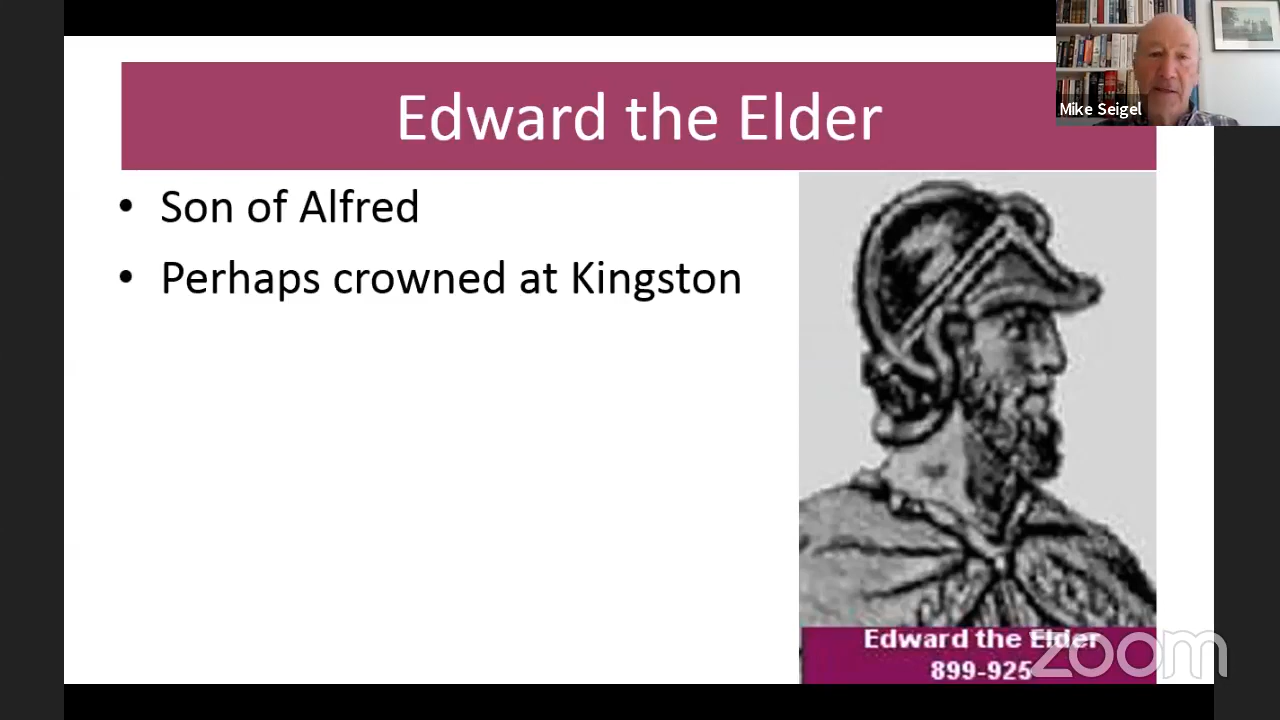 Edward the Elder
Mike Seigel
• Son of Alfred
• Perhaps crowned at Kingston
Edward the Elder
899-925
zoom